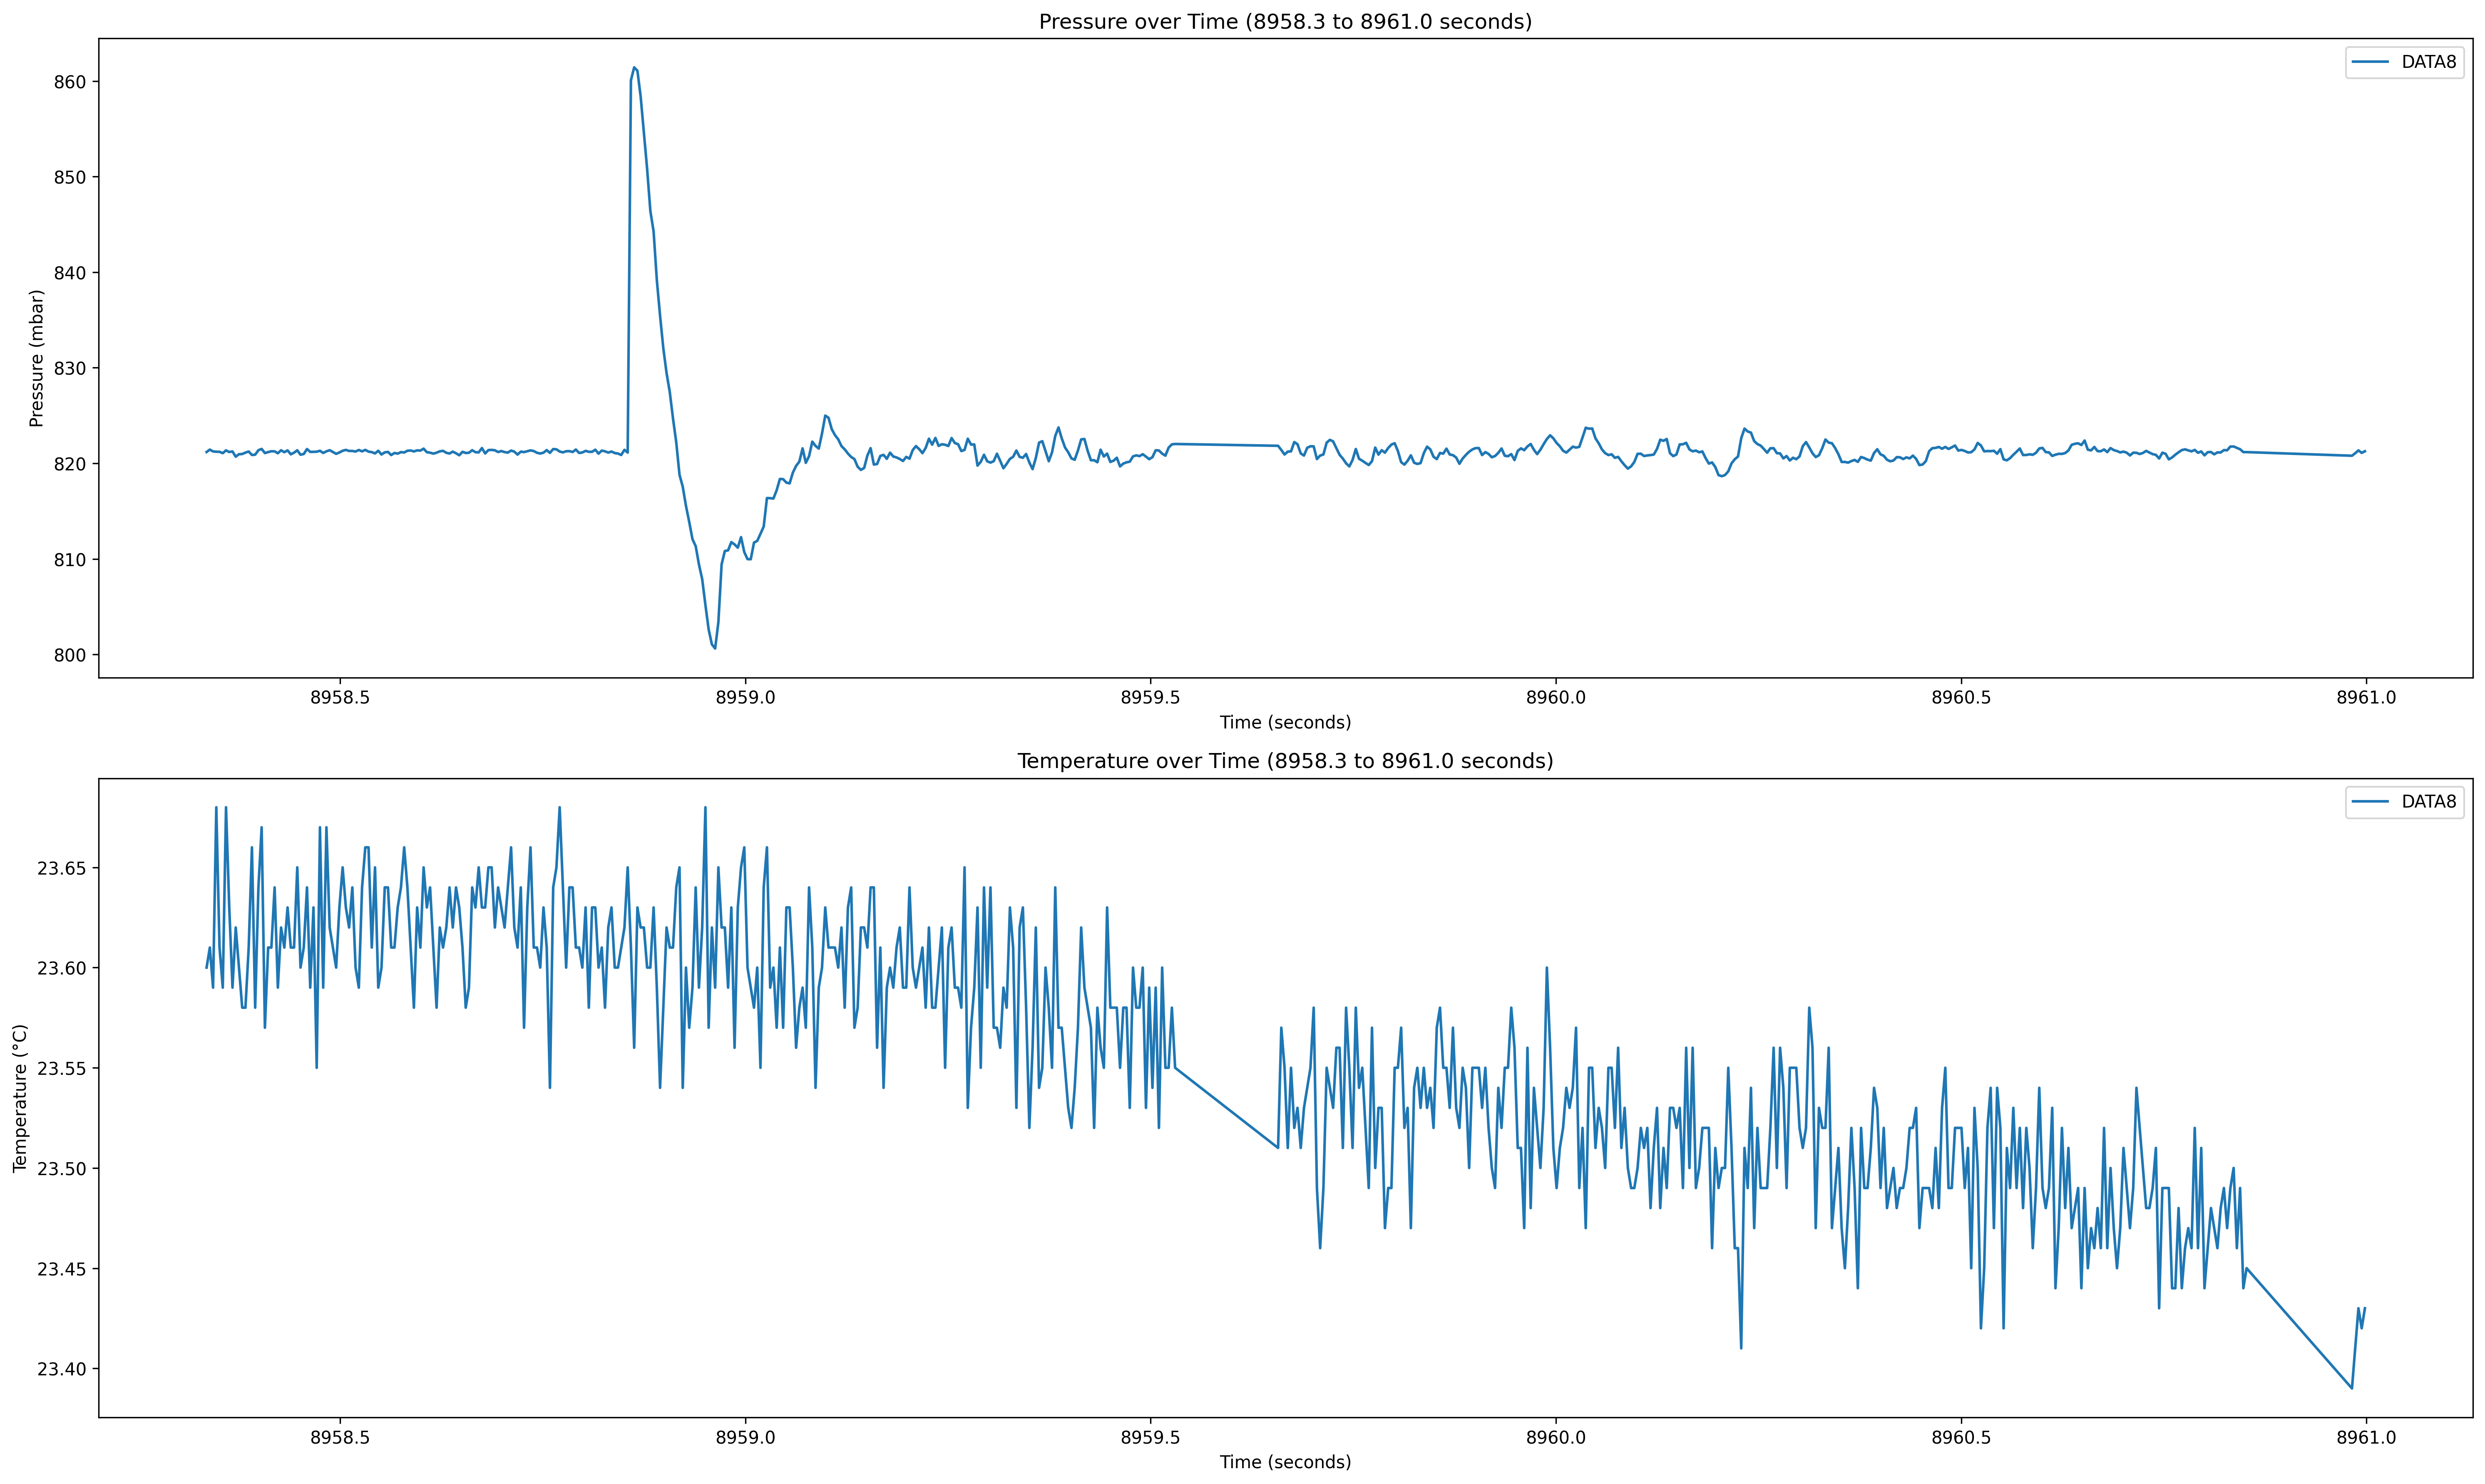 Pressure over Time (8958.3 to 8961.0 seconds)
DATA8
Pressure (mbar)
860
850
840
830
820
810
800
8958.5 8959.0 8959.5 8960.0 8960.5 8961.0
Time (seconds)
Temperature over Time (8958.3 to 8961.0 seconds)
DATA8
Temperature (°C)
23.65
23.60
23.55
23.50
23.45
23.40
8958.5 8959.0 8959.5 8960.0 8960.5 8961.0
Time (seconds)